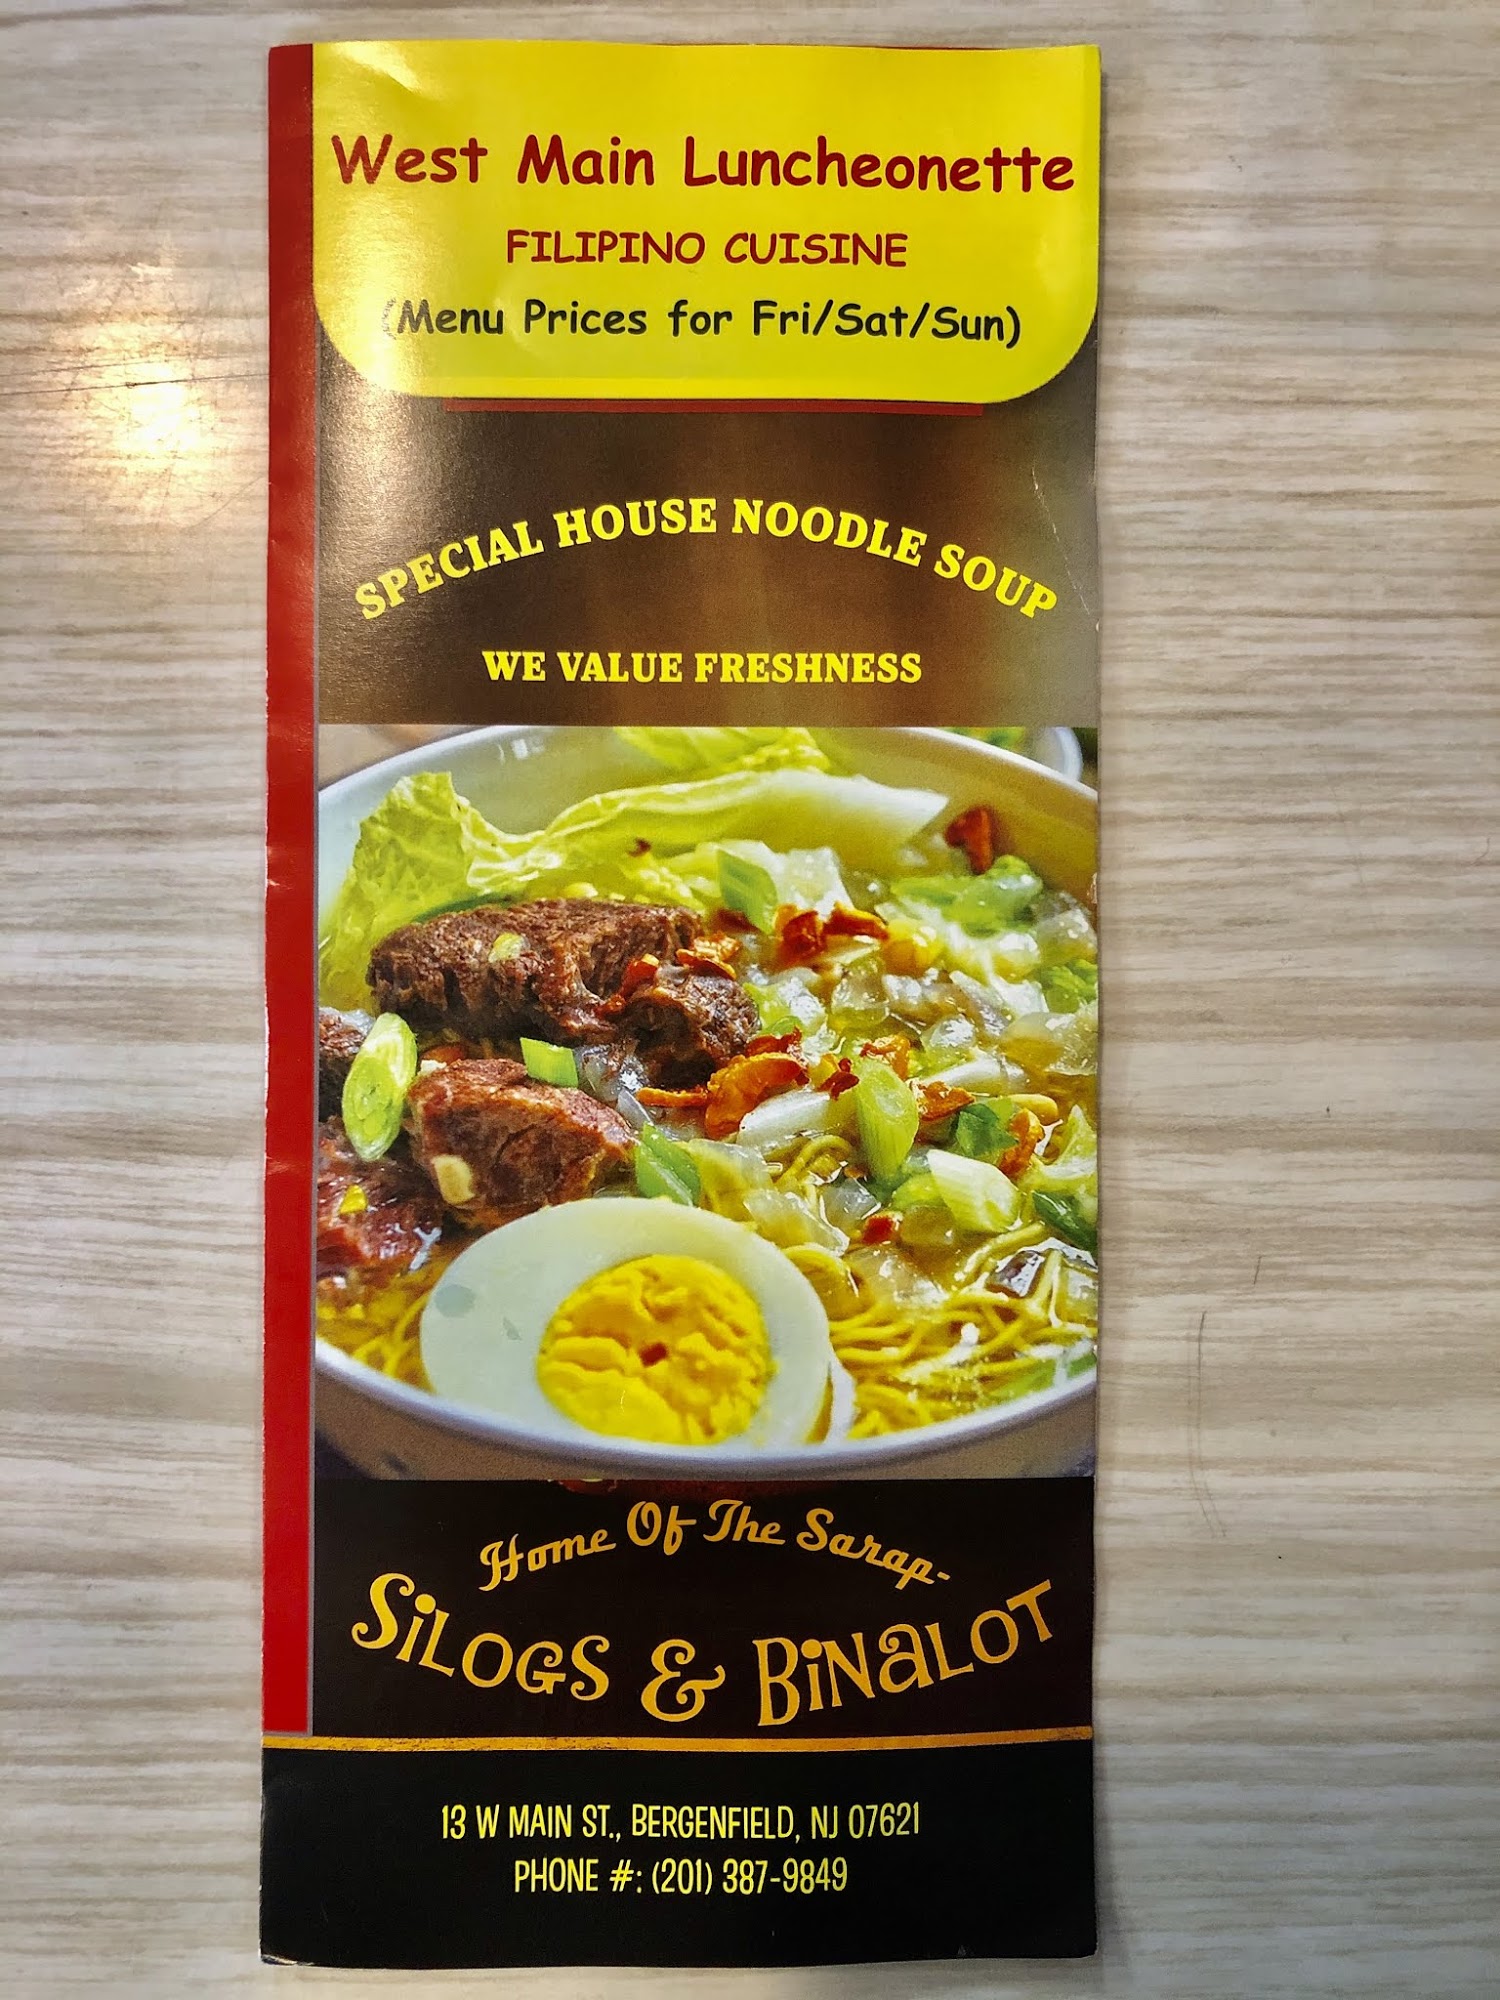 West Main Luncheonette
FILIPINO CUISINE
(Menu Prices for Fri/Sat/Sun)
SPECIAL HOUSE NOODLE SOUP
WE VALUE FRESHNESS
Home Of The Sarap-
SiLOGS & BiNaLOT
13 W MAIN ST., BERGENFIELD, NJ 07621
PHONE #: (201) 387-9849